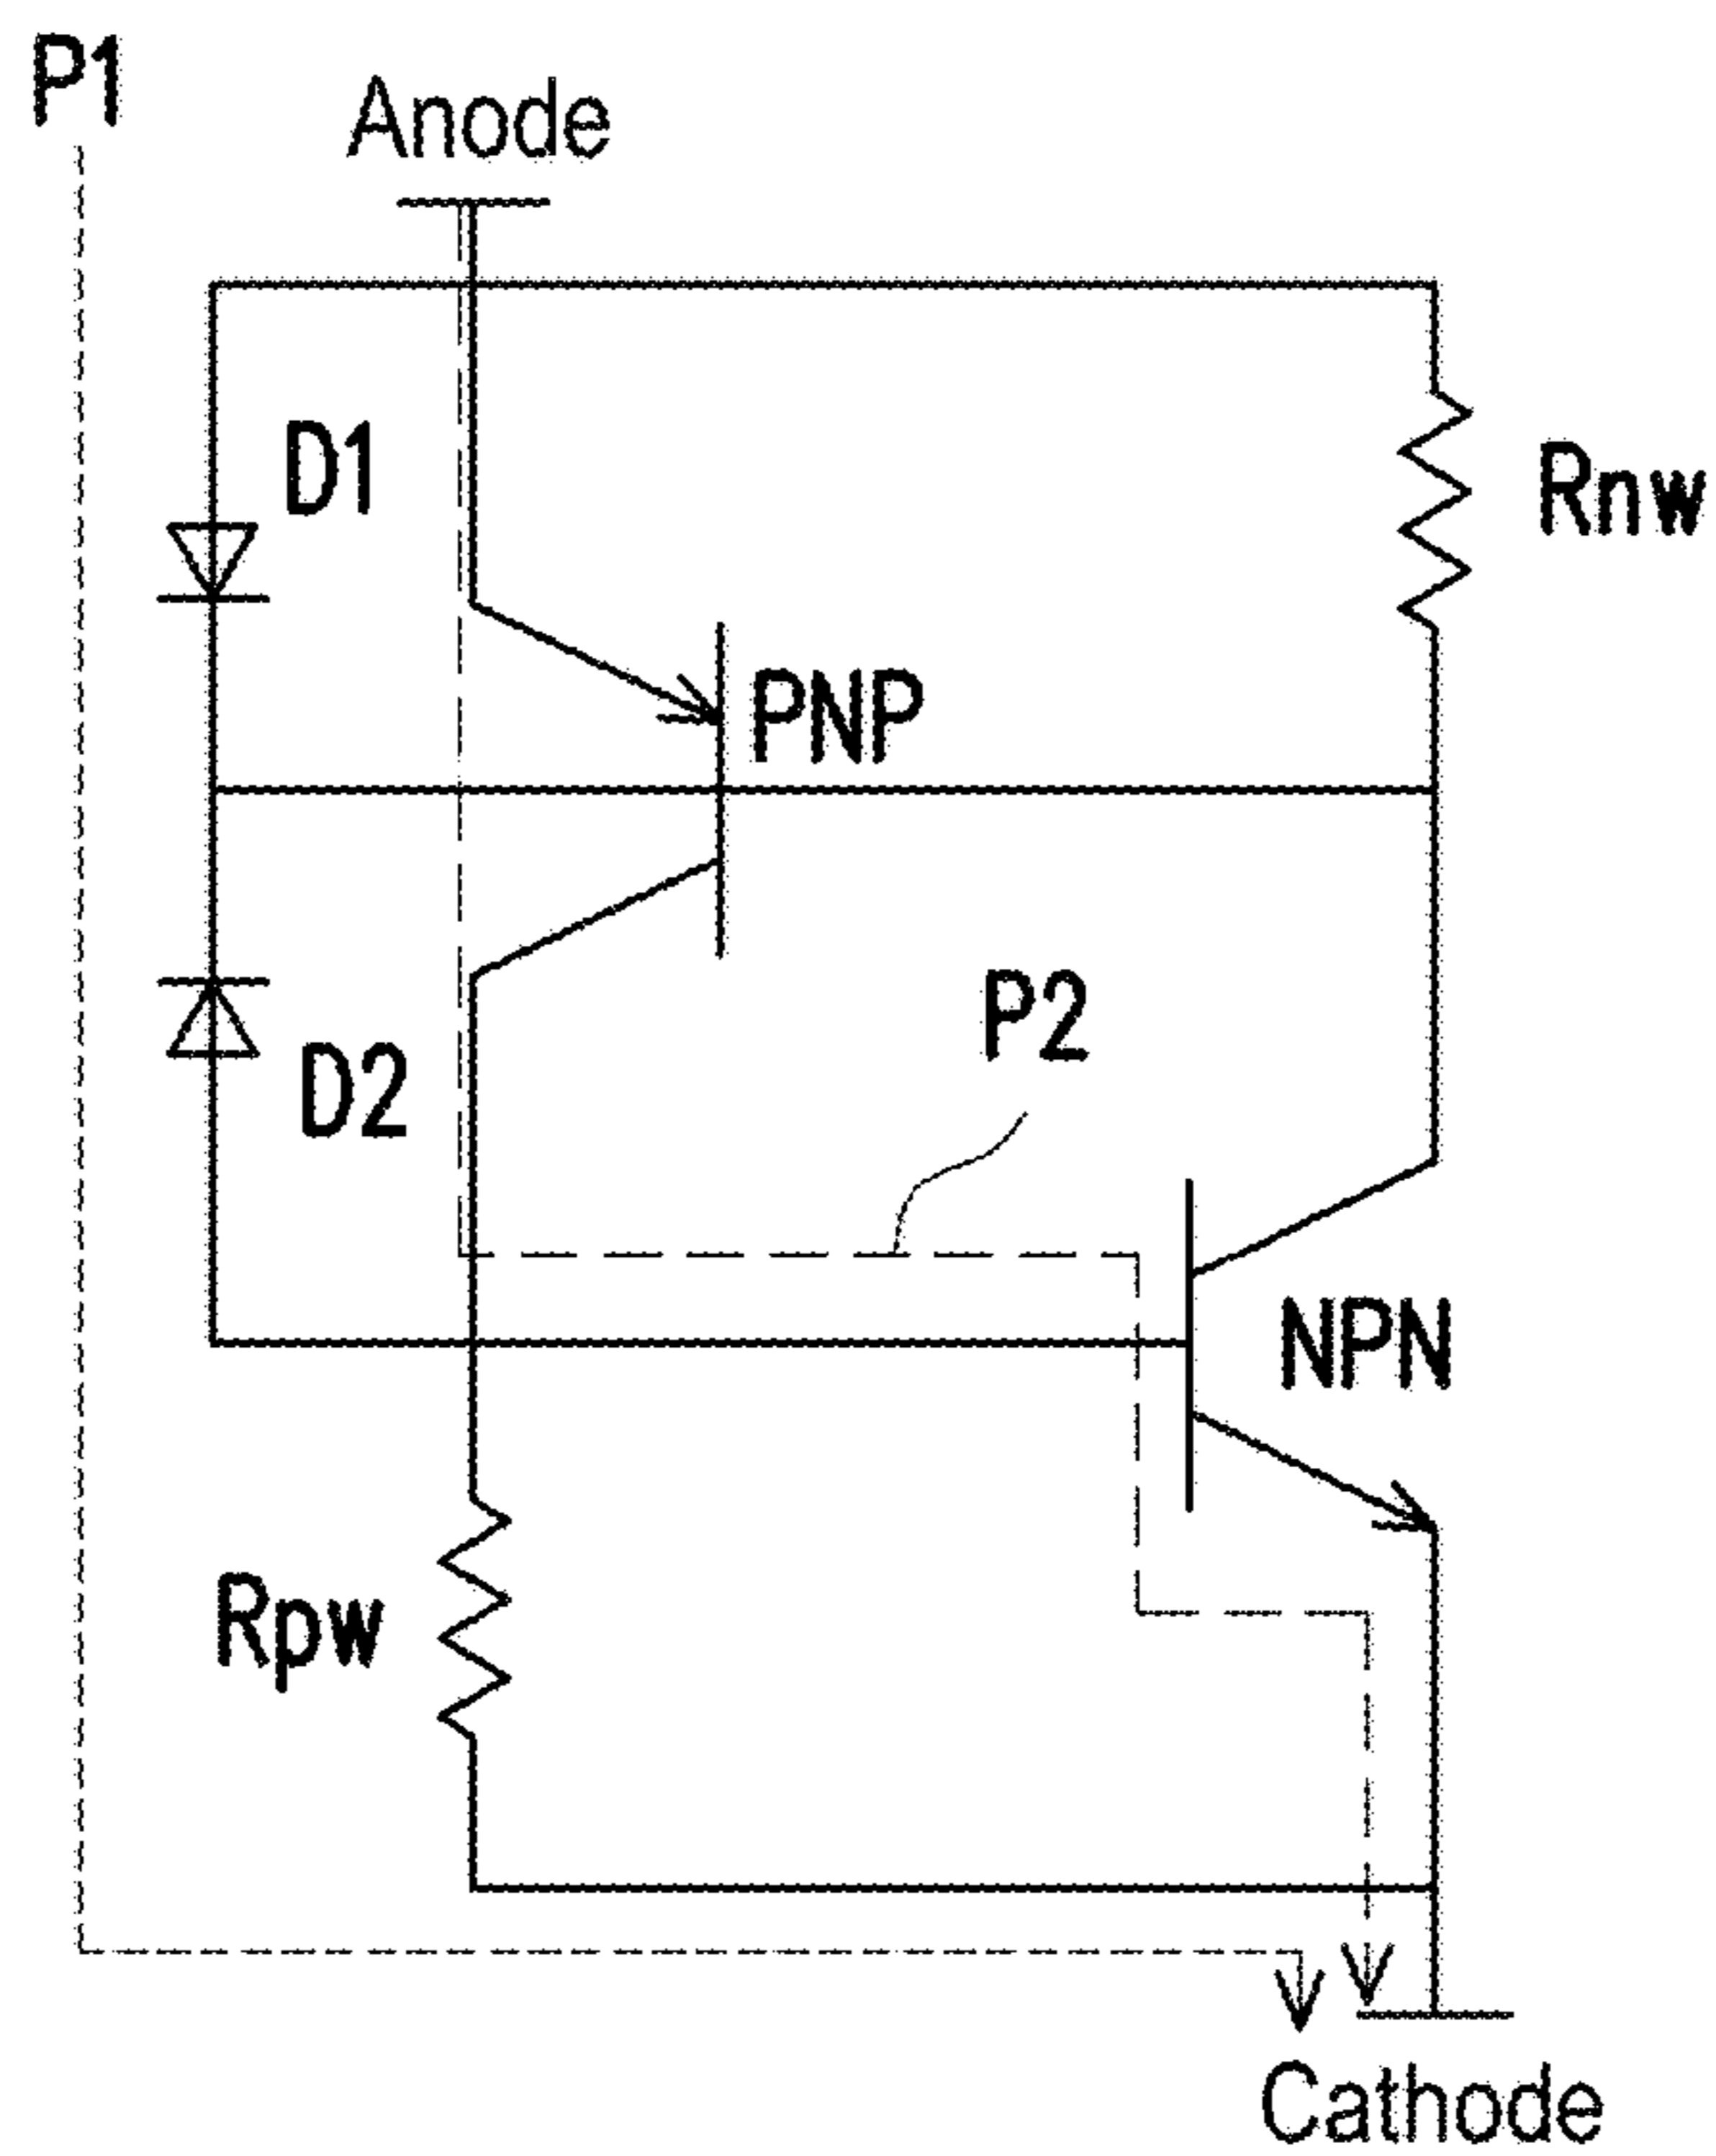 P1
Anode
D1
Rnw
PNP
P2
D2
NPN
Rpw
Cathode